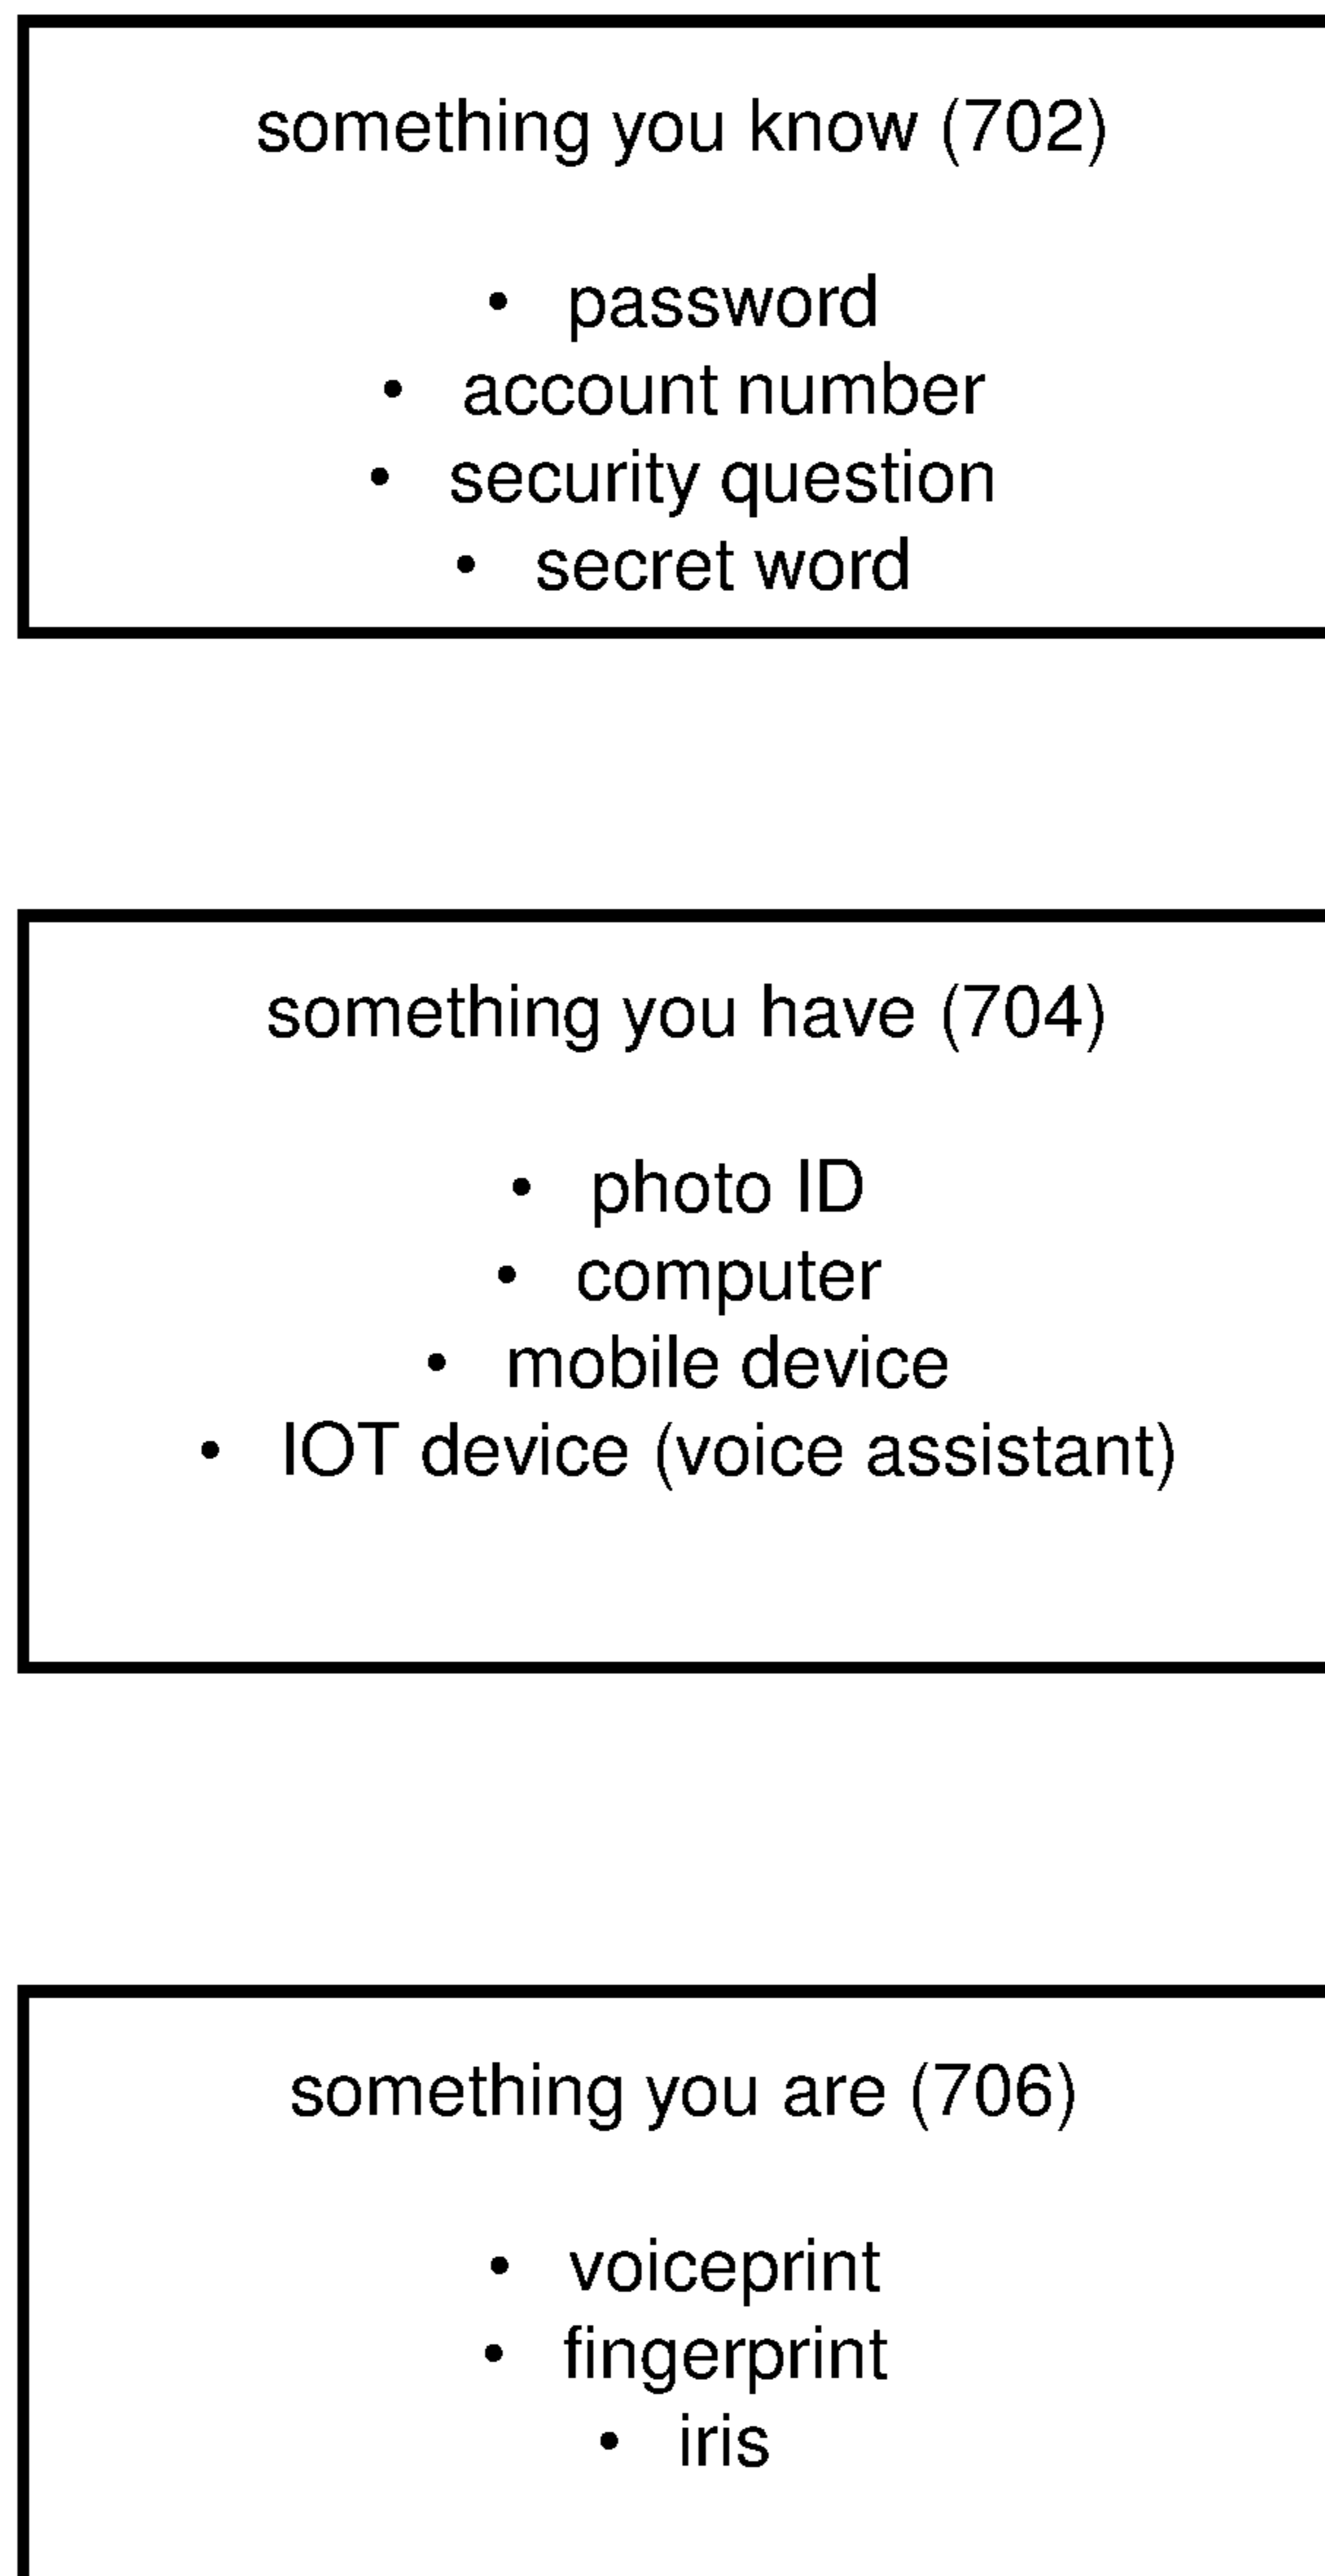 something you know (702)
• password
• account number
• security question
• secret word
something you have (704)
• photo ID
• computer
• mobile device
• IOT device (voice assistant)
something you are (706)
• voiceprint
• fingerprint
• iris